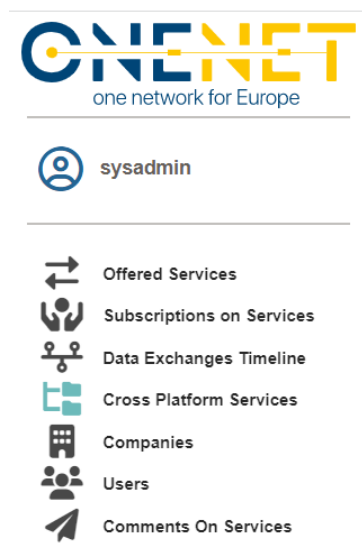 ONENET
one network for Europe
sysadmin
Offered Services
Subscriptions on Services
Data Exchanges Timeline
Cross Platform Services
Companies
Users
Comments On Services